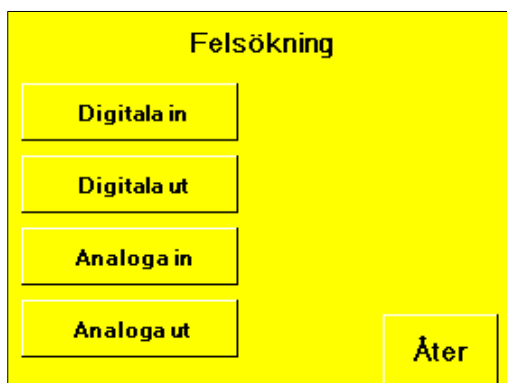 Felsökning
Digitala in
Digitala ut
Analoga in
Analoga ut
Åter